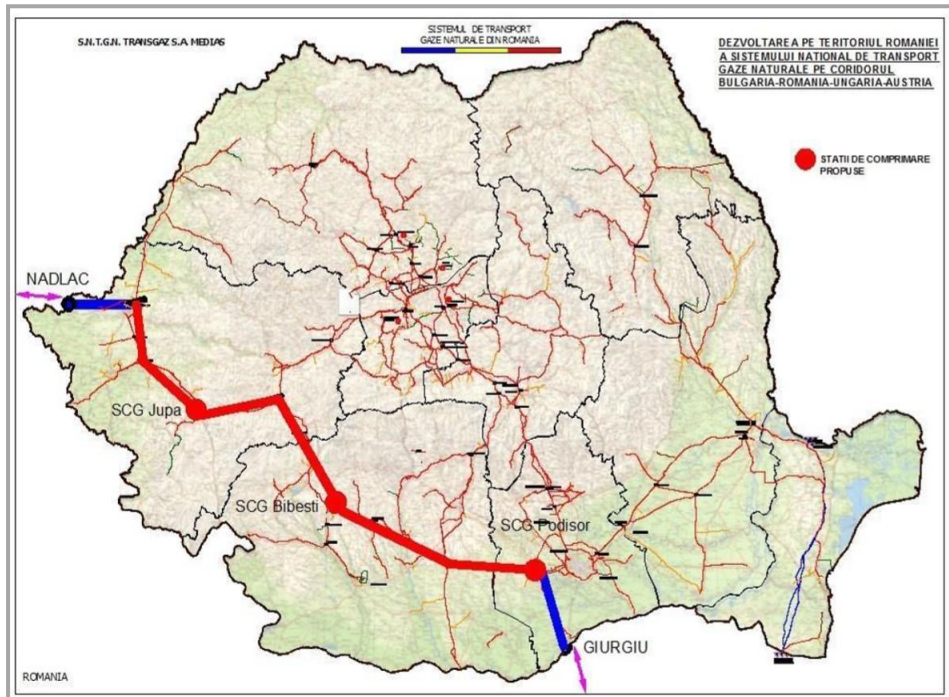 S.N.T.G.N. TRANSGAZ S.A. MEDIAS
SISTEMUL DE TRANSPORT
GAZE NATURALE DIN ROMANIA
DEZVOLTAREA PE TERITORIUL ROMANIEI
A SISTEMULUI NATIONAL DE TRANSPORT
GAZE NATURALE PE CORIDORUL
BULGARIA-ROMANIA-UNGARIA-AUSTRIA
STATII DE COMPRIMARE
PROPUSE
NADLAC
SCG Jupa
SCG Bibesti
SCG Podisor
GIURGIU
ROMANIA